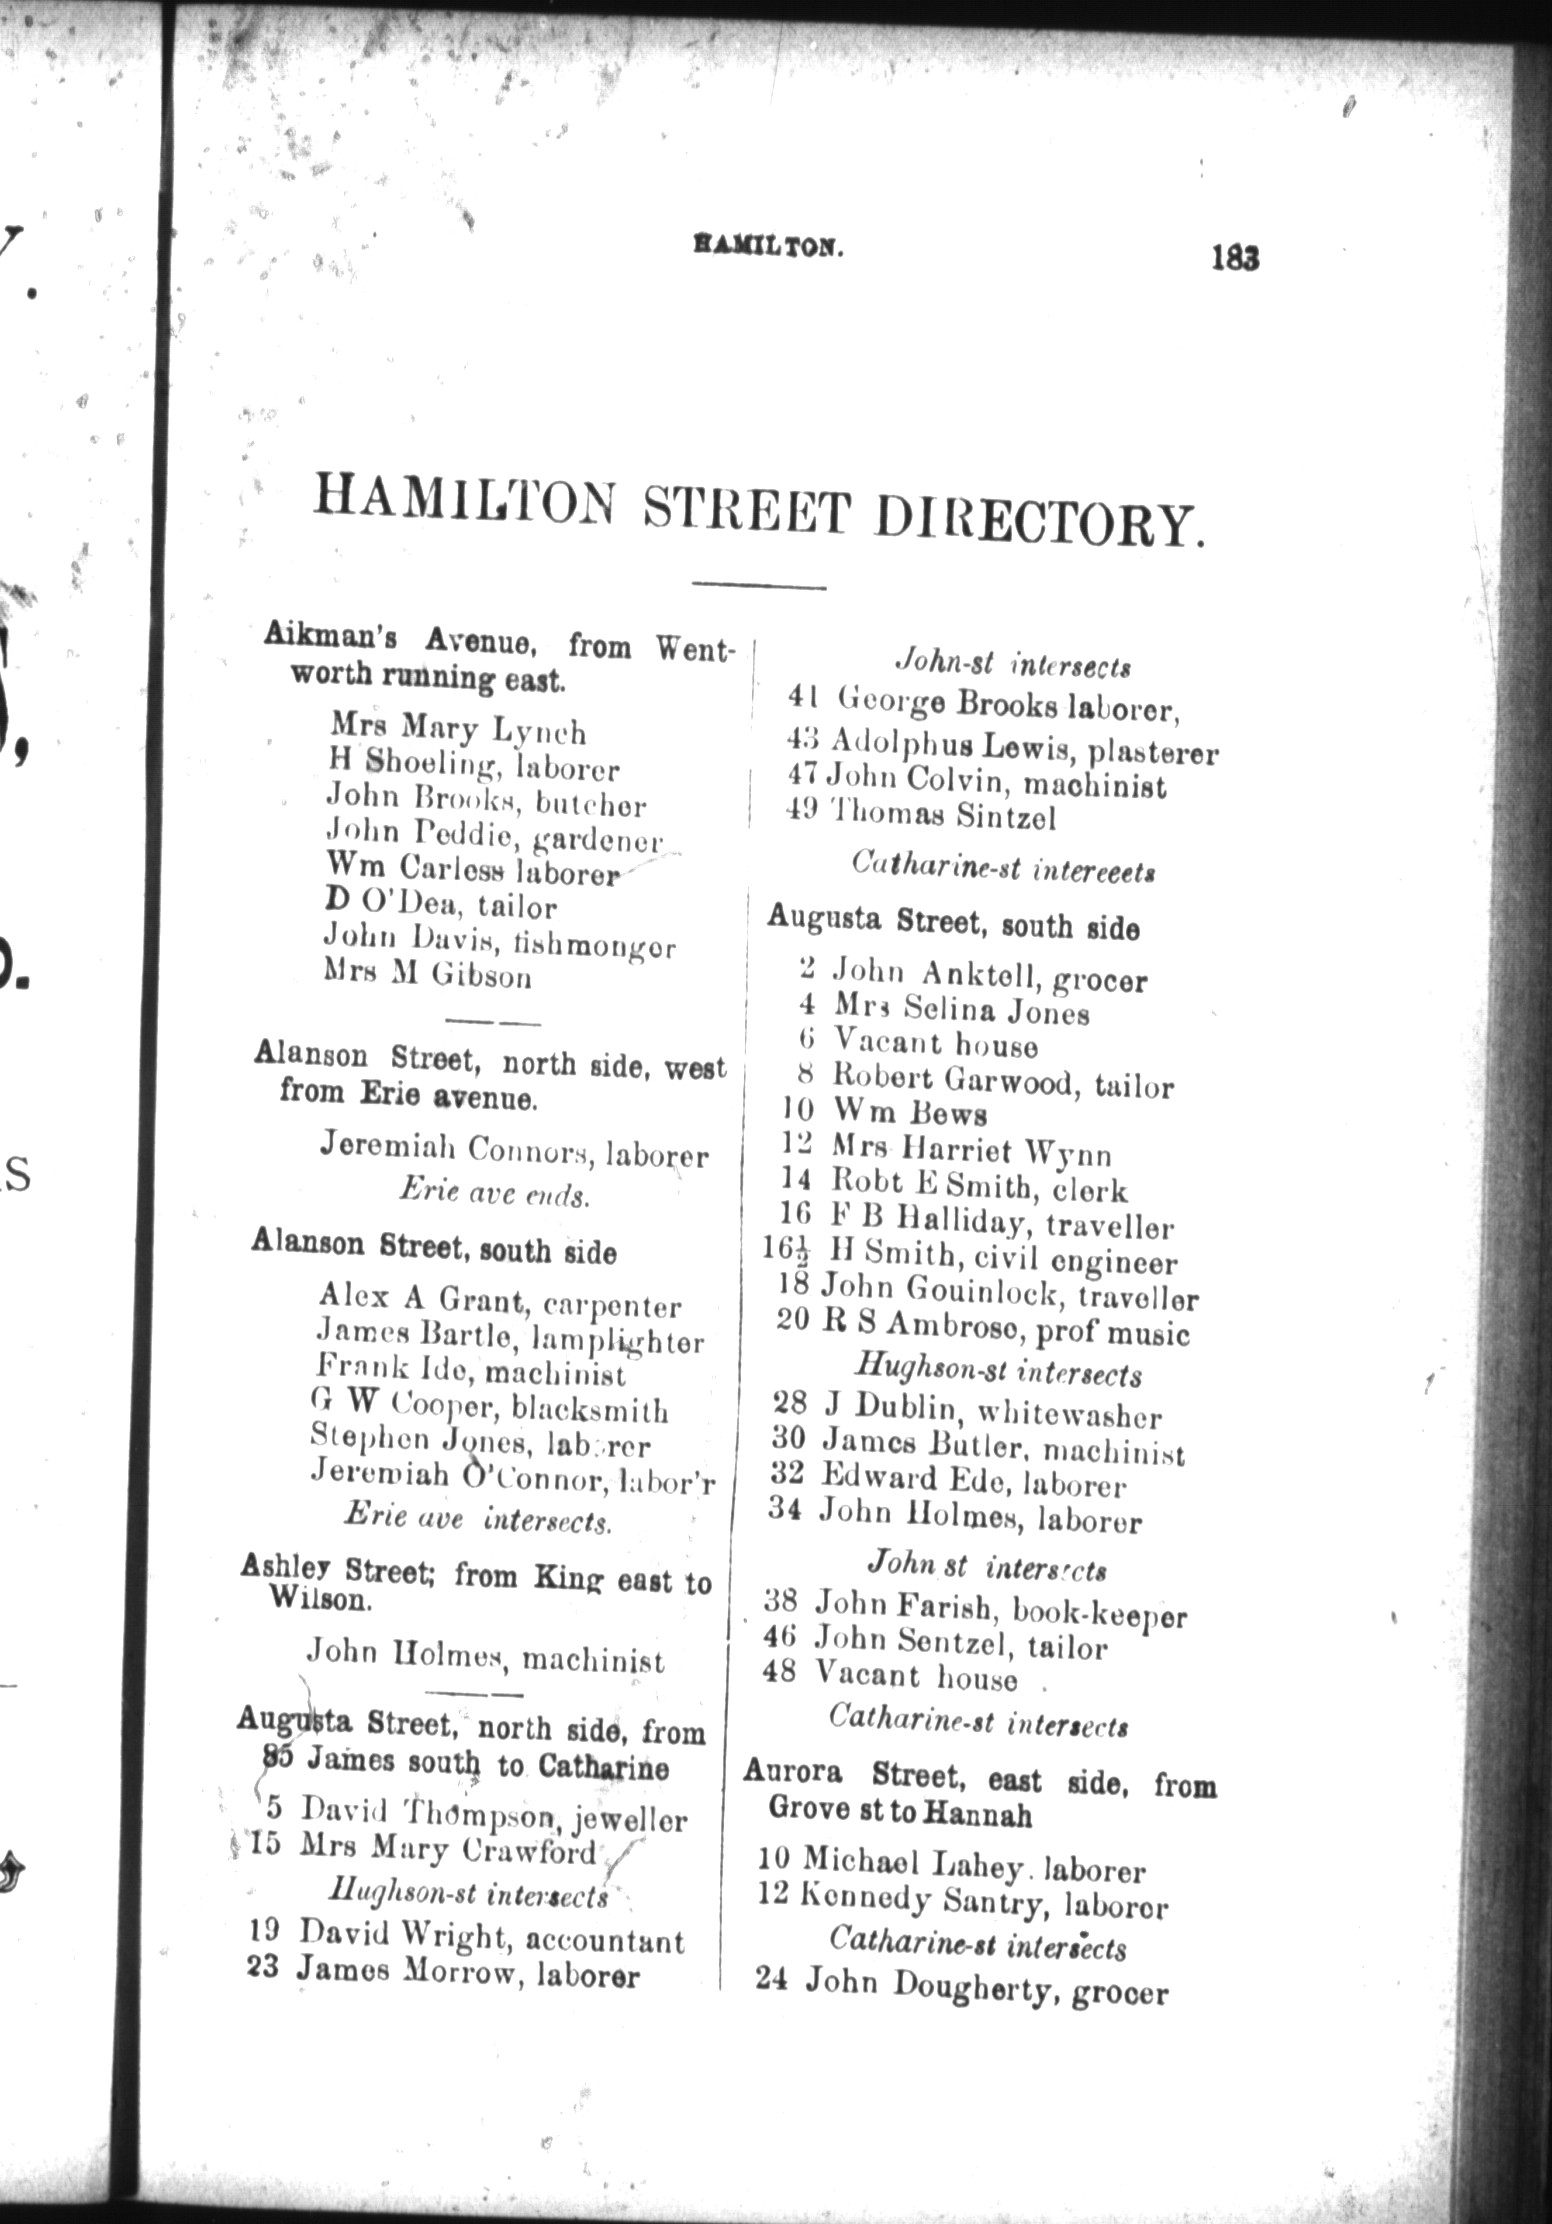 HAMILTON.
183
HAMILTON STREET DIRECTORY.
Aikman's Avenue, from Went-
worth running east.
Mrs Mary Lynch
H Shoeling, laborer
John Brooks, butcher
John Peddie, gardener
Wm Carless laborer
D O'Dea, tailor
John Davis, fishmonger
Mrs M Gibson
Alanson Street, north side, west
from Erie avenue.
Jeremiah Connors, laborer
Erie ave ends.
Alanson Street, south side
Alex A Grant, carpenter
James Bartle, lamplighter
Frank Ide, machinist
G W Cooper, blacksmith
Stephen Jones, laborer
Jeremiah O'Connor, labor'r
Erie ave intersects.
Ashley Street; from King east to
Wilson.
John Holmes, machinist
Augusta Street, north side, from
85 James south to Catharine
5 David Thompson, jeweller
15 Mrs Mary Crawford
Hughson-st intersects
19 David Wright, accountant
23 James Morrow, laborer
John-st intersects
41 George Brooks laborer,
43 Adolphus Lewis, plasterer
47 John Colvin, machinist
49 Thomas Sintzel
Catharine-st intereeets
Augusta Street, south side
2 John Anktell, grocer
4 Mrs Selina Jones
6 Vacant house
8 Robert Garwood, tailor
10 Wm Bews
12 Mrs Harriet Wynn
14 Robt E Smith, clerk
16 F B Halliday, traveller
16½ H Smith, civil engineer
18 John Gouinlock, traveller
20 R S Ambrose, prof music
Hughson-st intersects
28 J Dublin, whitewasher
30 James Butler, machinist
32 Edward Ede, laborer
34 John Holmes, laborer
John st intersects
38 John Farish, book-keeper
46 John Sentzel, tailor
48 Vacant house
Catharine-st intersects
Aurora Street, east side, from
Grove st to Hannah
10 Michael Lahey. laborer
12 Kennedy Santry, laborer
Catharine-st intersects
24 John Dougherty, grocer